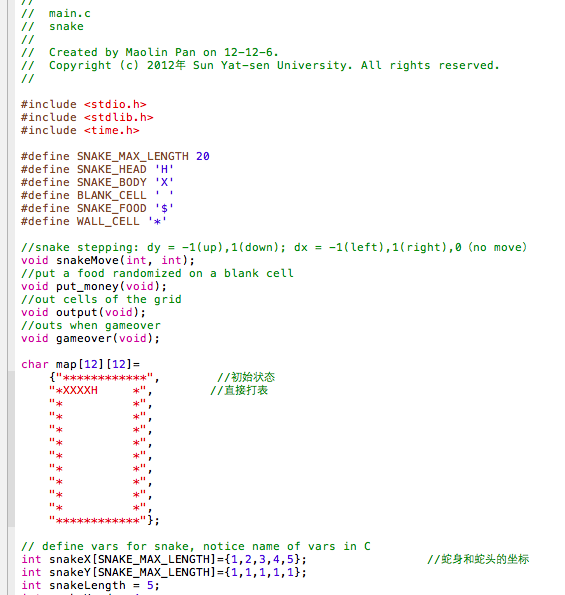 //
//  main.c
//  snake
//
//  Created by Maolin Pan on 12-12-6.
//  Copyright (c) 2012年 Sun Yat-sen University. All rights reserved.
//
#include <stdio.h>
#include <stdlib.h>
#include <time.h>
#define SNAKE_MAX_LENGTH 20
#define SNAKE_HEAD 'H'
#define SNAKE_BODY 'X'
#define BLANK_CELL ' '
#define SNAKE_FOOD '$'
#define WALL_CELL '*'
//snake stepping: dy = -1(up),1(down); dx = -1(left),1(right),0（no move）
void snakeMove(int, int);
//put a food randomized on a blank cell
void put_money(void);
//out cells of the grid
void output(void);
//outs when gameover
void gameover(void);
char map[12][12]=
    {"************",        //初始状态
    "*XXXXH     *",        //直接打表
    "*          *",
    "*          *",
    "*          *",
    "*          *",
    "*          *",
    "*          *",
    "*          *",
    "*          *",
    "*          *",
    "************"};
// define vars for snake, notice name of vars in C
int snakeX[SNAKE_MAX_LENGTH]={1,2,3,4,5};                 //蛇身和蛇头的坐标
int snakeY[SNAKE_MAX_LENGTH]={1,1,1,1,1};
int snakeLength = 5;